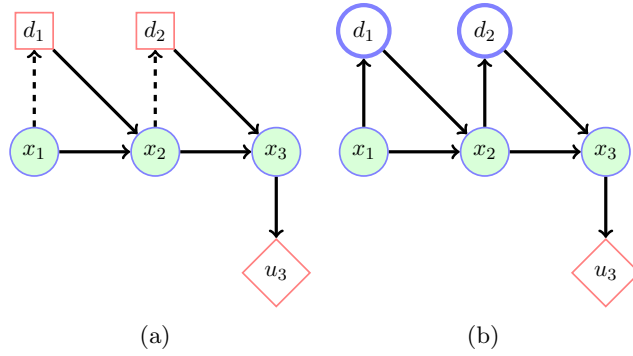 d₁ d₂ d₁ d₂
x₁ x₂ x₃ x₁ x₂ x₃
u₃ u₃
(a) (b)